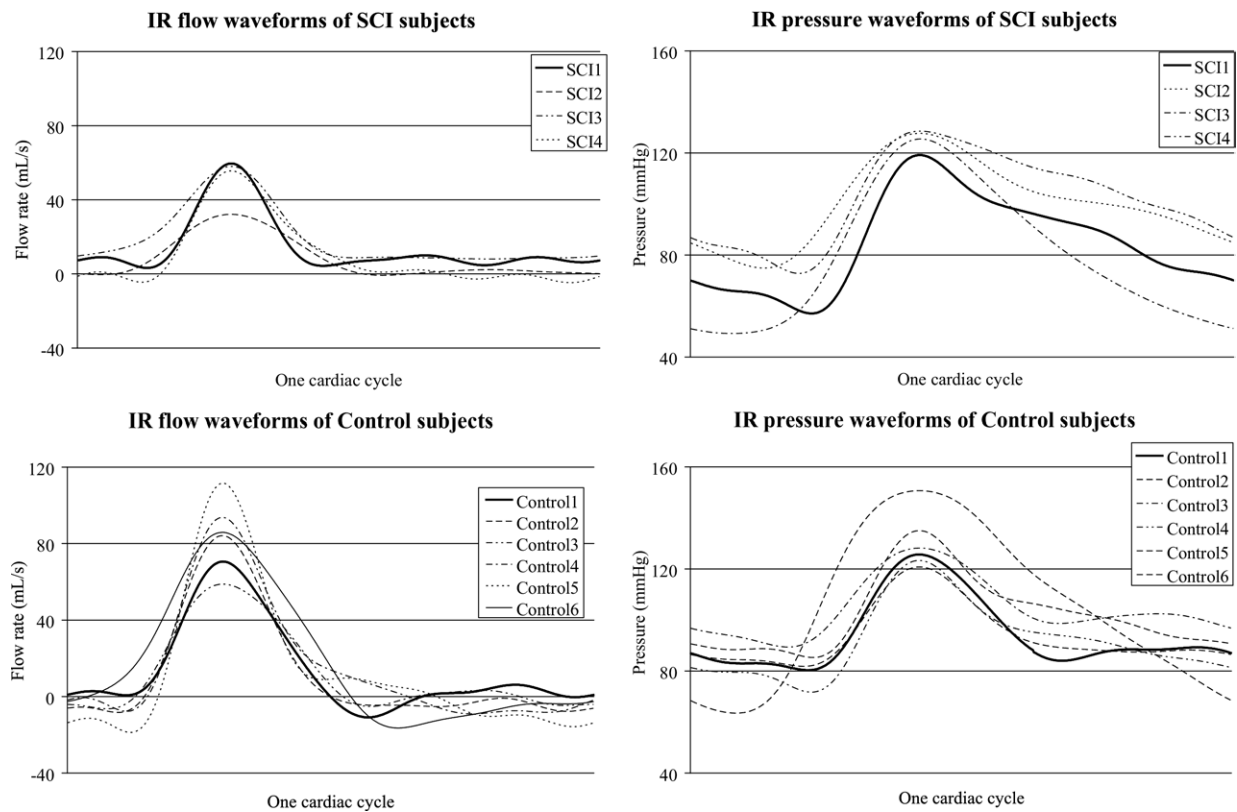 IR flow waveforms of SCI subjects
120
80
40
0
-40
Flow rate (mL/s)
One cardiac cycle
SCI1
SCI2
SCI3
SCI4
IR pressure waveforms of SCI subjects
160
120
80
40
Pressure (mmHg)
One cardiac cycle
SCI1
SCI2
SCI3
SCI4
IR flow waveforms of Control subjects
120
80
40
0
-40
Flow rate (mL/s)
One cardiac cycle
Control1
Control2
Control3
Control4
Control5
Control6
IR pressure waveforms of Control subjects
160
120
80
40
Pressure (mmHg)
One cardiac cycle
Control1
Control2
Control3
Control4
Control5
Control6